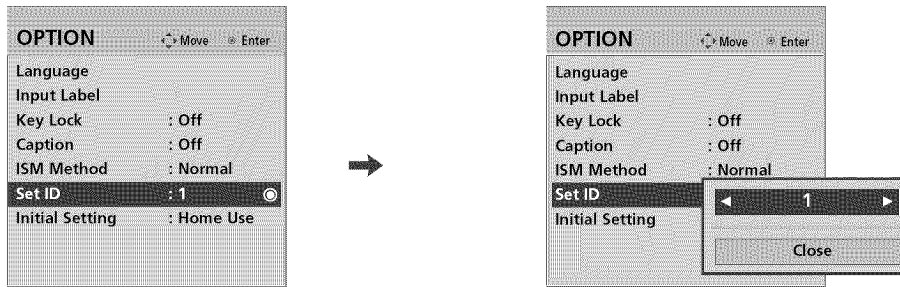 OPTION Move Enter
Language
Input Label
Key Lock : Off
Caption : Off
ISM Method : Normal
Set ID : 1
Initial Setting : Home Use
OPTION Move Enter
Language
Input Label
Key Lock : Off
Caption : Off
ISM Method : Normal
Set ID
Initial Setting
1
Close